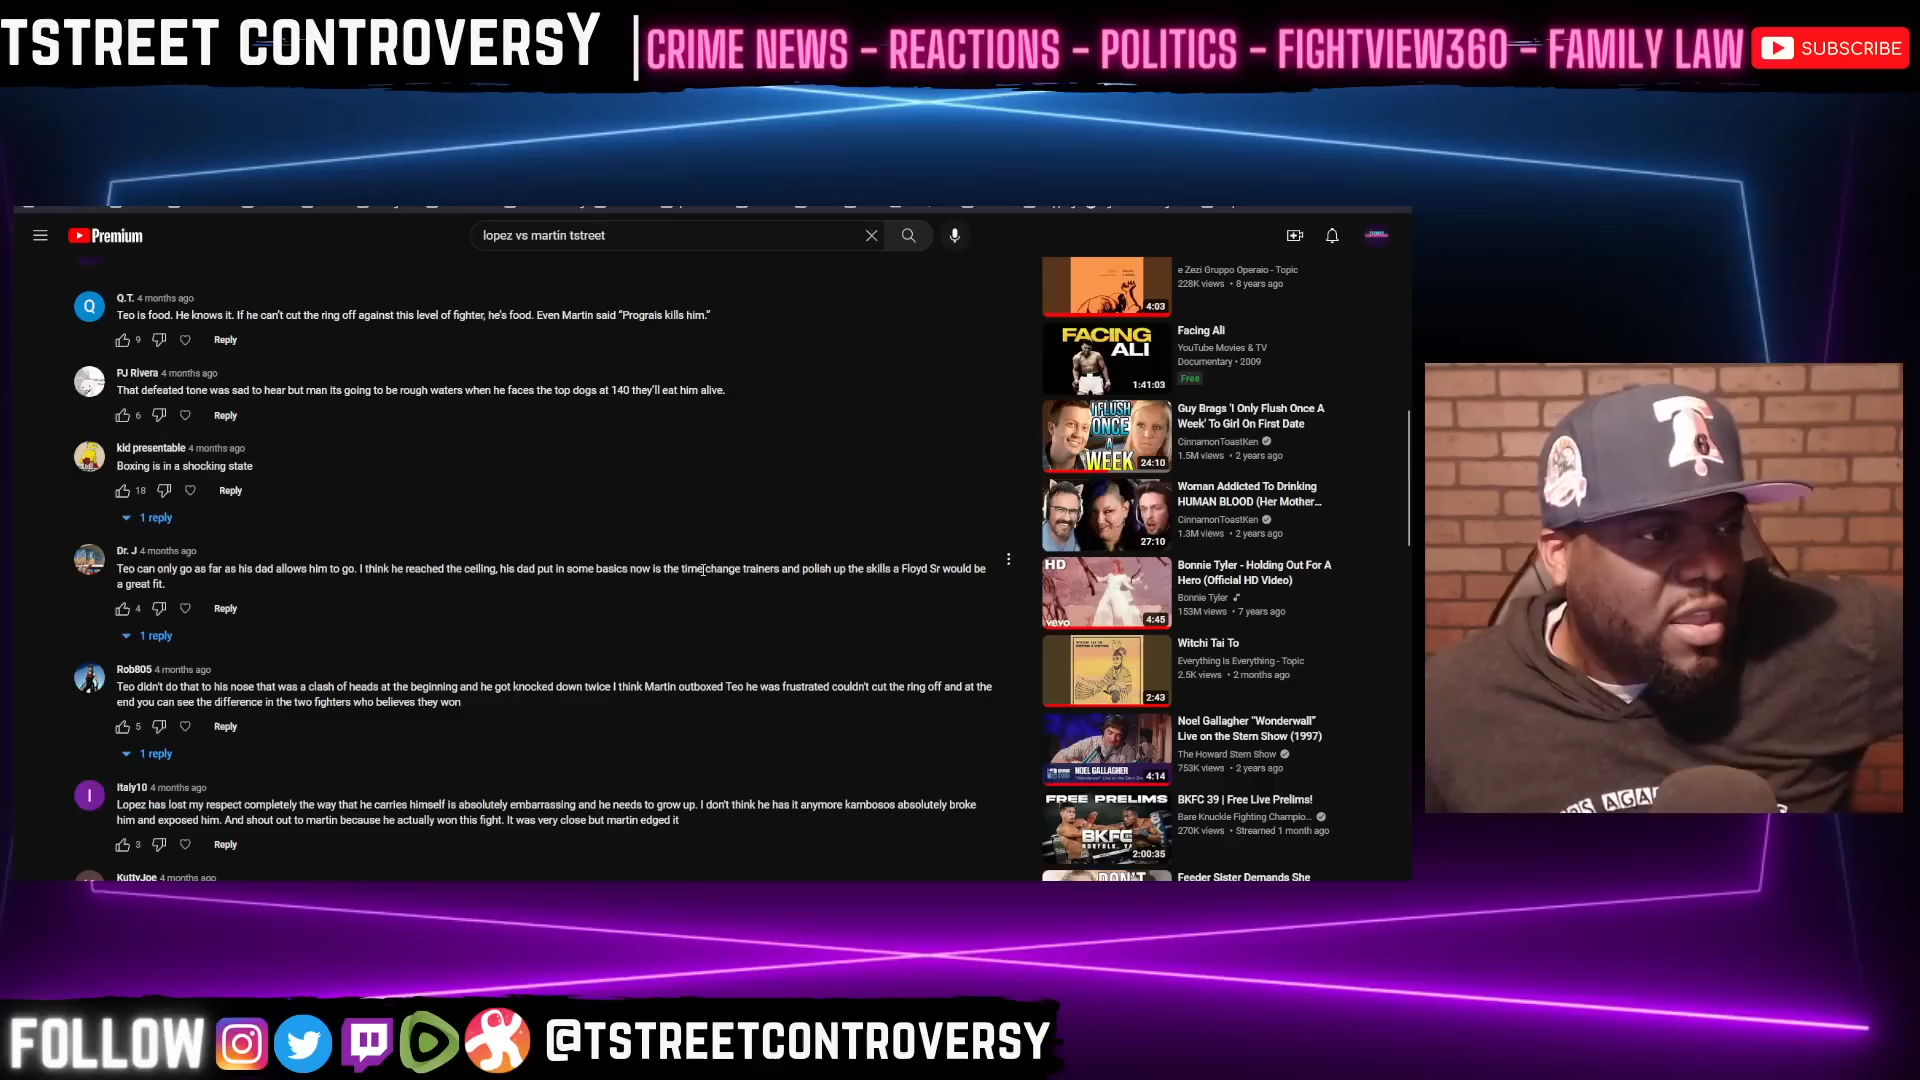 TSTREET CONTROVERSY
CRIME NEWS - REACTIONS - POLITICS - FIGHTVIEW360 - FAMILY LAW
SUBSCRIBE
Premium
lopez vs martin tstreet
Q
Q.T. 4 months ago
Teo is food. He knows it. If he can't cut the ring off against this level of fighter, he's food. Even Martin said “Prograis kills him.”
9 Reply
PJ Rivera 4 months ago
That defeated tone was sad to hear but man its going to be rough waters when he faces the top dogs at 140 they'll eat him alive.
6 Reply
kid presentable 4 months ago
Boxing is in a shocking state
18 Reply
1 reply
Dr. J 4 months ago
Teo can only go as far as his dad allows him to go. I think he reached the ceiling, his dad put in some basics now is the time change trainers and polish up the skills a Floyd Sr would be
a great fit.
4 Reply
1 reply
Rob805 4 months ago
Teo didn't do that to his nose that was a clash of heads at the beginning and he got knocked down twice I think Martin outboxed Teo he was frustrated couldn't cut the ring off and at the
end you can see the difference in the two fighters who believes they won
5 Reply
1 reply
I
Italy10 4 months ago
Lopez has lost my respect completely the way that he carries himself is absolutely embarrassing and he needs to grow up. I don't think he has it anymore kambosos absolutely broke
him and exposed him. And shout out to martin because he actually won this fight. It was very close but martin edged it
3 Reply
KuttyJoe 4 months ago
e Zezi Gruppo Operaio - Topic
228K views • 8 years ago
4:03
FACING
ALI
1:41:03
Facing Ali
YouTube Movies & TV
Documentary • 2009
Free
I FLUSH
ONCE
A
WEEK
24:10
Guy Brags 'I Only Flush Once A
Week' To Girl On First Date
CinnamonToastKen
1.5M views • 2 years ago
27:10
Woman Addicted To Drinking
HUMAN BLOOD (Her Mother...
CinnamonToastKen
1.3M views • 2 years ago
HD
vevo
4:45
Bonnie Tyler - Holding Out For A
Hero (Official HD Video)
Bonnie Tyler
153M views • 7 years ago
2:43
Witchi Tai To
Everything Is Everything - Topic
2.5K views • 2 months ago
NOEL GALLAGHER
4:14
Noel Gallagher “Wonderwall”
Live on the Stern Show (1997)
The Howard Stern Show
753K views • 2 years ago
FREE PRELIMS
BKFC
NORFOLK, VA
2:00:35
BKFC 39 | Free Live Prelims!
Bare Knuckle Fighting Champio...
270K views • Streamed 1 month ago
DON'T
Feeder Sister Demands She
FOLLOW
@TSTREETCONTROVERSY